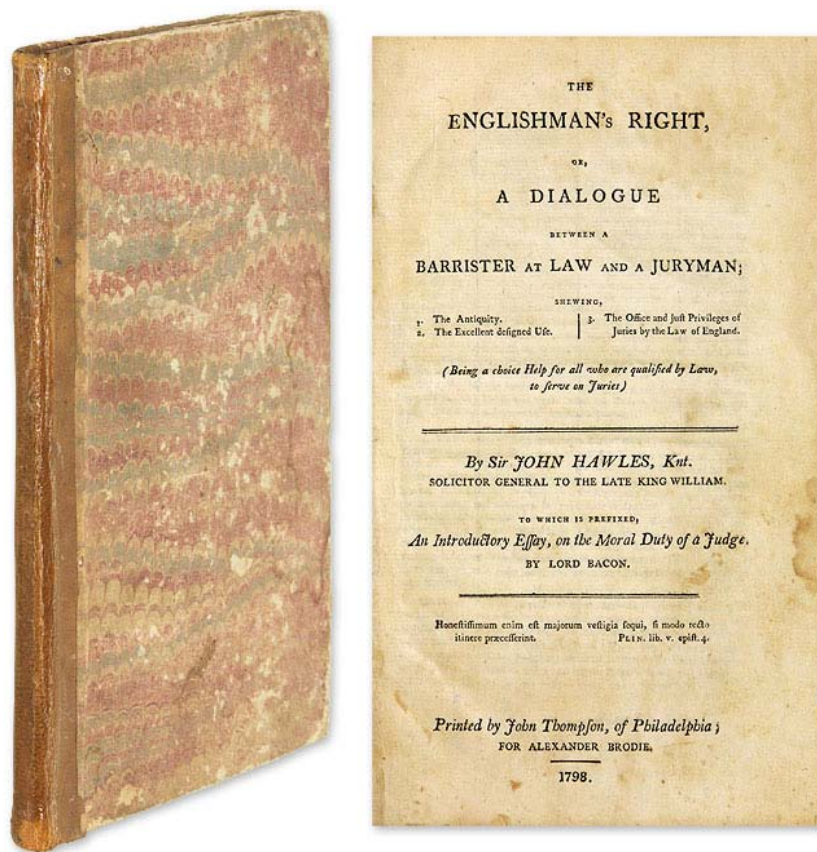 THE
ENGLISHMAN's RIGHT,
OR,
A DIALOGUE
BETWEEN A
BARRISTER AT LAW AND A JURYMAN;
SHEWING,
1. The Antiquity.
2. The Excellent deſigned Uſe.
3. The Office and Juſt Privileges of
Juries by the Law of England.
(Being a choice Help for all who are qualified by Law,
to ſerve on Juries)
By Sir JOHN HAWLES, Knt.
SOLICITOR GENERAL TO THE LATE KING WILLIAM.
TO WHICH IS PREFIXED,
An Introductory Eſſay, on the Moral Duty of a Judge.
BY LORD BACON.
Honeſtiſſimum enim eſt majorum veſtigia ſequi, ſi modo recto
itinere præceſſerint. PLIN. lib. v. epiſt. 4.
Printed by John Thompſon, of Philadelphia;
FOR ALEXANDER BRODIE,
1798.